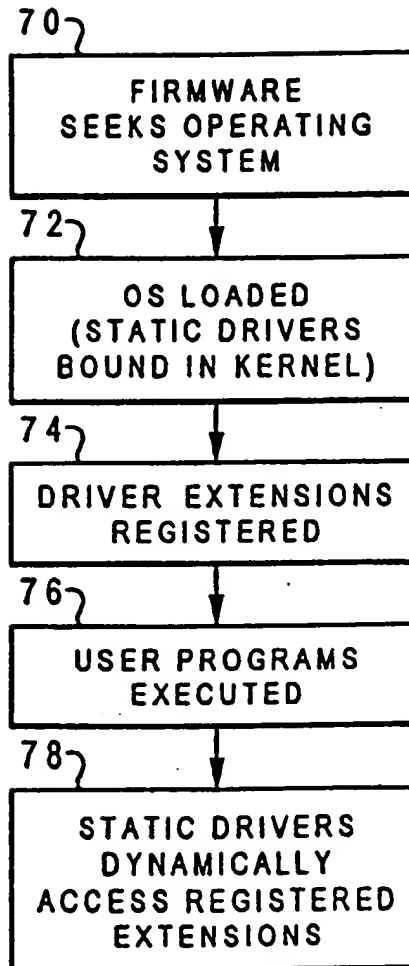 70
FIRMWARE
SEEKS OPERATING
SYSTEM
72
OS LOADED
(STATIC DRIVERS
BOUND IN KERNEL)
74
DRIVER EXTENSIONS
REGISTERED
76
USER PROGRAMS
EXECUTED
78
STATIC DRIVERS
DYNAMICALLY
ACCESS REGISTERED
EXTENSIONS